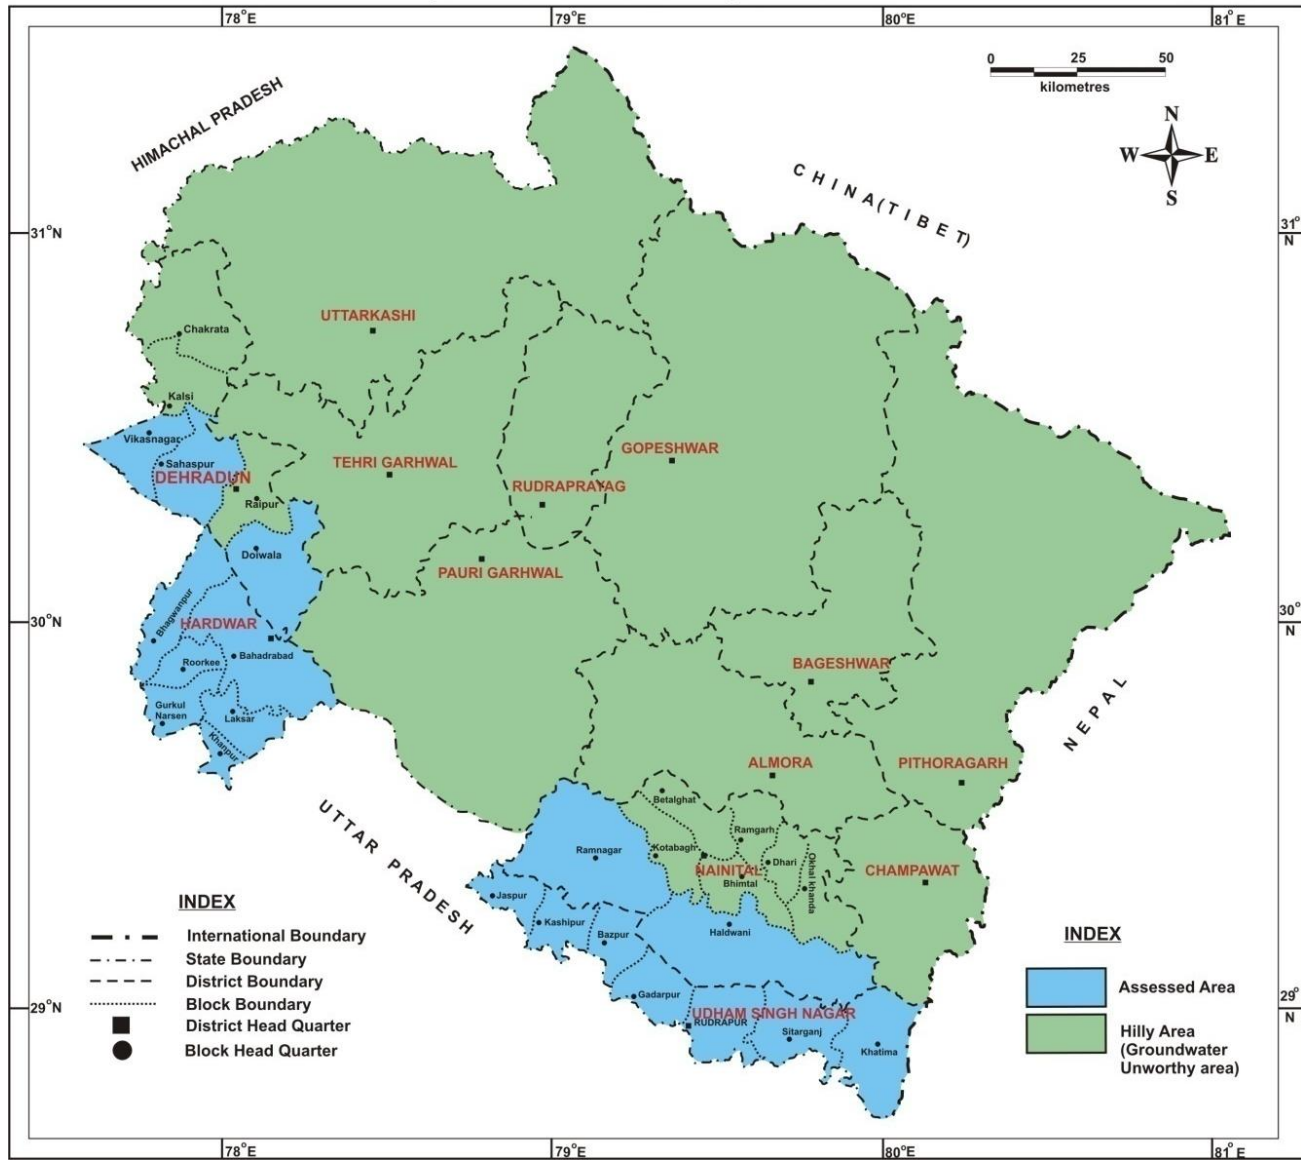 78°E
79°E
80°E
81°E
0 25 50
kilometres
HIMACHAL PRADESH
N
W E
S
CHINA(TIBET)
31°N
31°
N
UTTARKASHI
Chakrata
Kalsi
Vikasnagar
Sahaspur
DEHRADUN
Raipur
TEHRI GARHWAL
GOPESHWAR
RUDRAPRAYAG
Doiwala
PAURI GARHWAL
30°N
30°
N
Bhagwanpur
HARDWAR
Roorkee
Bahadrabad
BAGESHWAR
Gurkul
Narsen
Laksar
Khanpur
NEPAL
ALMORA
PITHORAGARH
UTTAR PRADESH
Betalghat
Ramgarh
Ramnagar
Kotabagh
Dhari
NAINITAL
Bhimtal
Okhal Khanda
CHAMPAWAT
Jaspur
Kashipur
Bazpur
Haldwani
29°N
29°
N
Gadarpur
UDHAM SINGH NAGAR
RUDRAPUR
Sitarganj
Khatima
INDEX
International Boundary
State Boundary
District Boundary
Block Boundary
District Head Quarter
Block Head Quarter
INDEX
Assessed Area
Hilly Area
(Groundwater
Unworthy area)
78°E
79°E
80°E
81°E